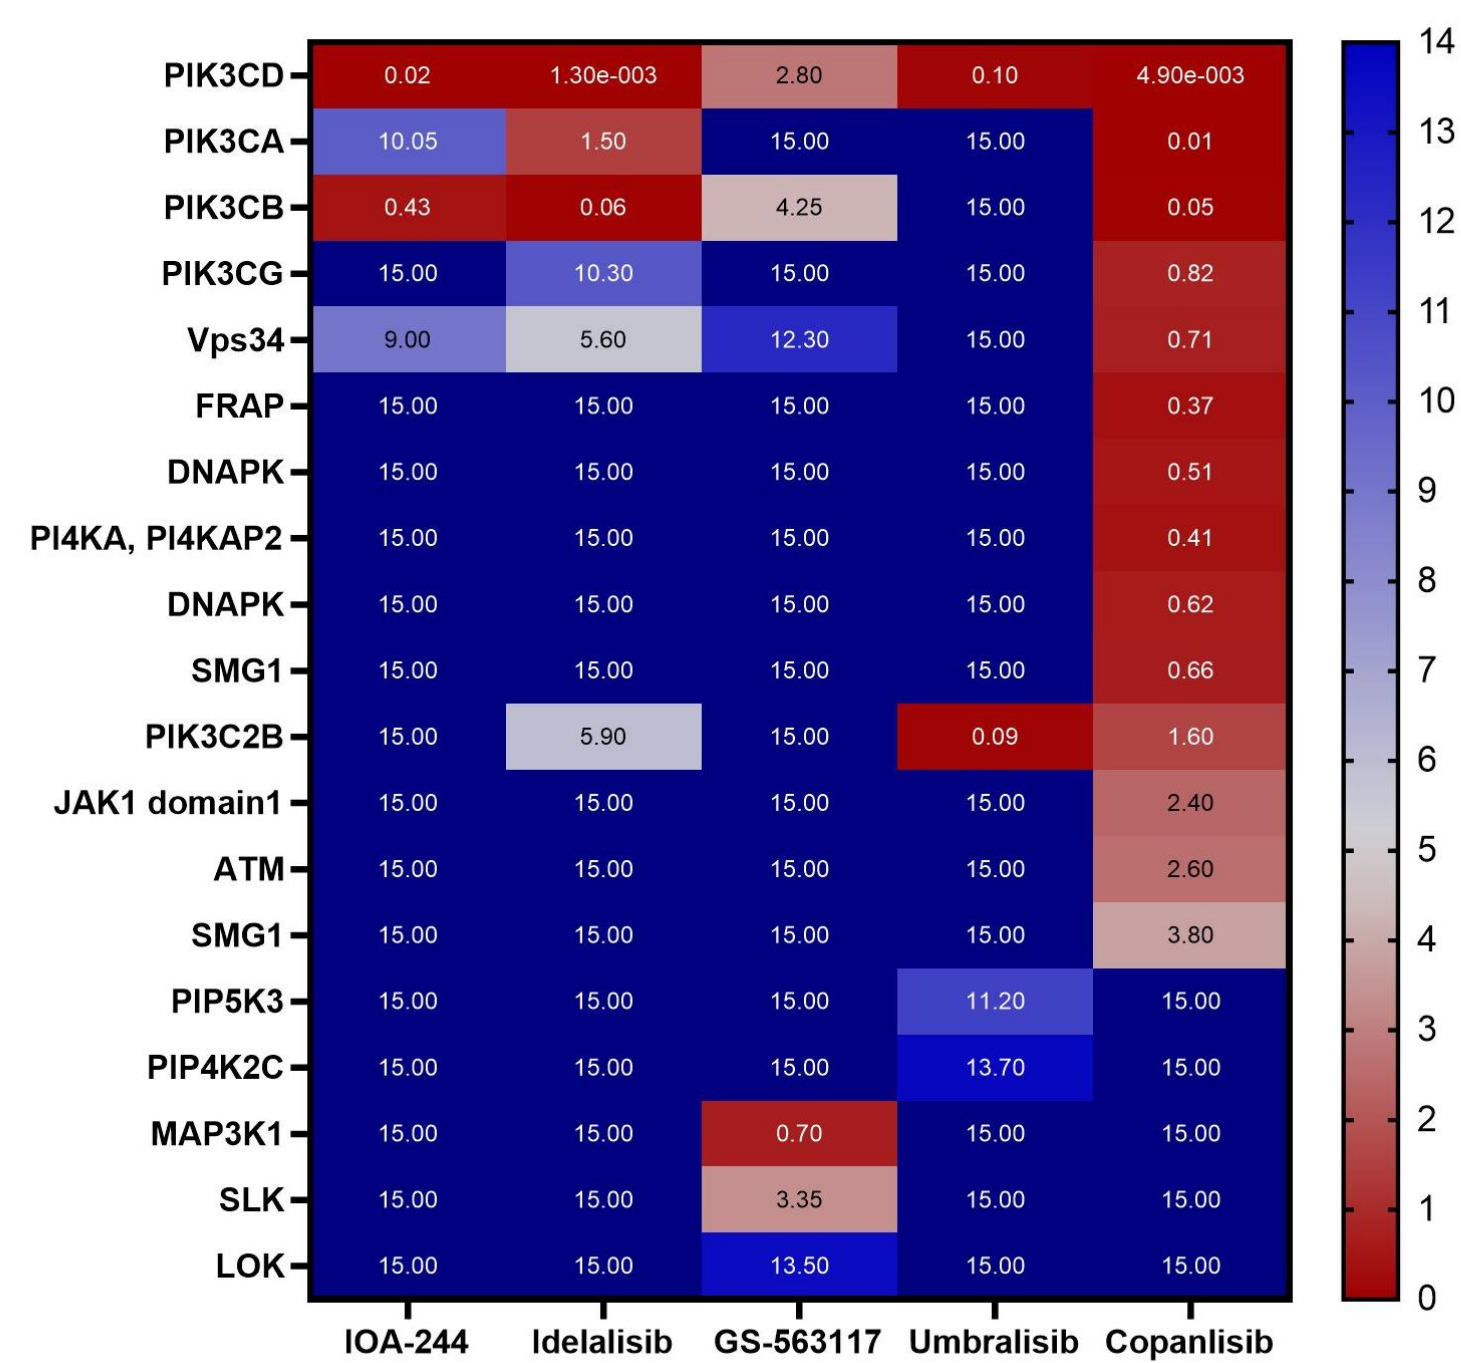 PIK3CD 0.02 1.30e-003 2.80 0.10 4.90e-003
PIK3CA 10.05 1.50 15.00 15.00 0.01
PIK3CB 0.43 0.06 4.25 15.00 0.05
PIK3CG 15.00 10.30 15.00 15.00 0.82
Vps34 9.00 5.60 12.30 15.00 0.71
FRAP 15.00 15.00 15.00 15.00 0.37
DNAPK 15.00 15.00 15.00 15.00 0.51
PI4KA, PI4KAP2 15.00 15.00 15.00 15.00 0.41
DNAPK 15.00 15.00 15.00 15.00 0.62
SMG1 15.00 15.00 15.00 15.00 0.66
PIK3C2B 15.00 5.90 15.00 0.09 1.60
JAK1 domain1 15.00 15.00 15.00 15.00 2.40
ATM 15.00 15.00 15.00 15.00 2.60
SMG1 15.00 15.00 15.00 15.00 3.80
PIP5K3 15.00 15.00 15.00 11.20 15.00
PIP4K2C 15.00 15.00 15.00 13.70 15.00
MAP3K1 15.00 15.00 0.70 15.00 15.00
SLK 15.00 15.00 3.35 15.00 15.00
LOK 15.00 15.00 13.50 15.00 15.00
IOA-244 Idelalisib GS-563117 Umbralisib Copanlisib
14
13
12
11
10
9
8
7
6
5
4
3
2
1
0